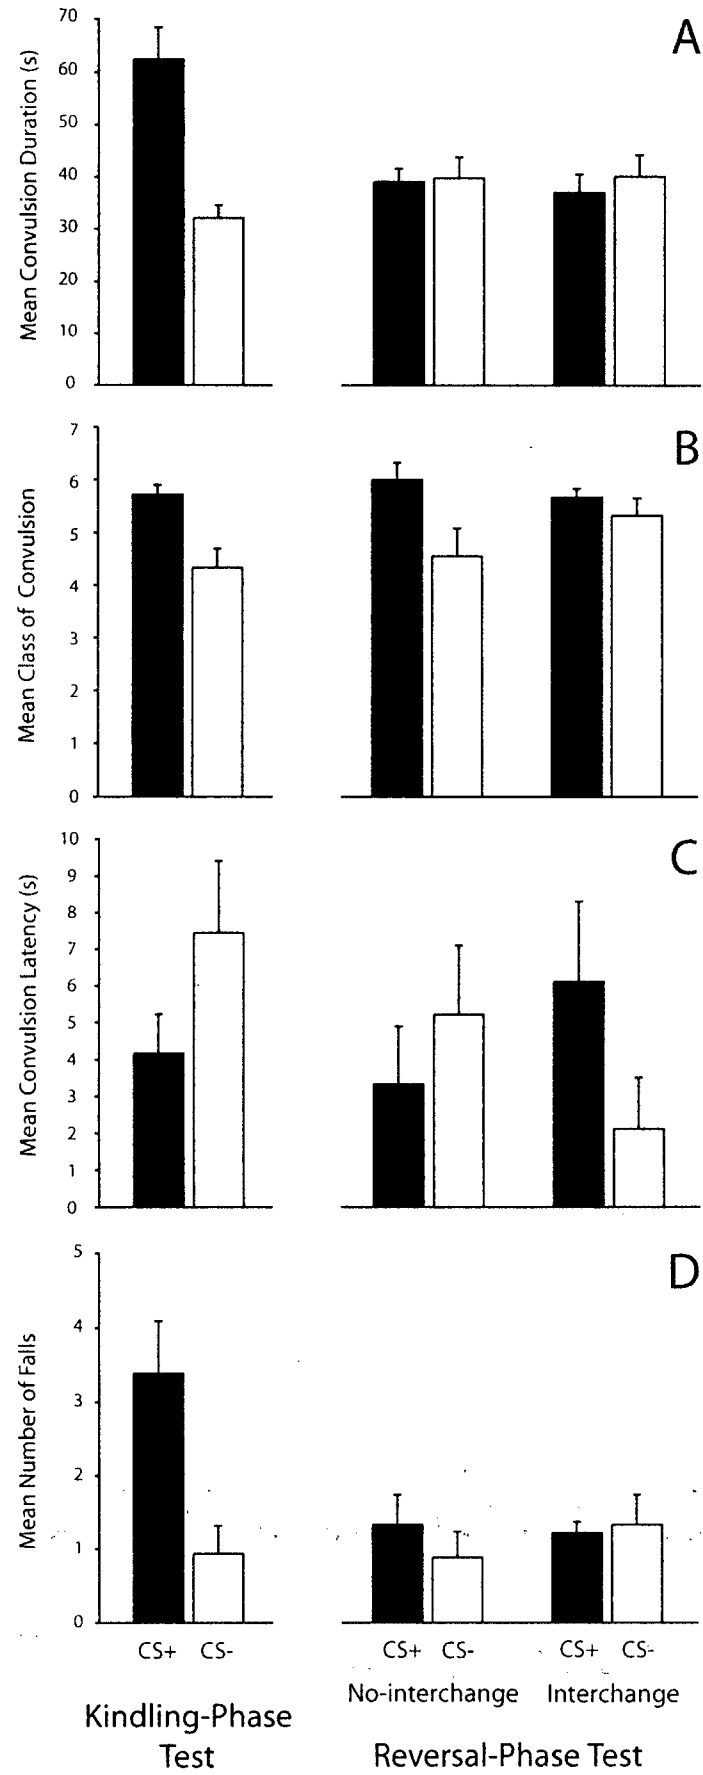 A
Mean Convulsion Duration (s)
70
60
50
40
30
20
10
0
B
Mean Class of Convulsion
7
6
5
4
3
2
1
0
C
Mean Convulsion Latency (s)
10
9
8
7
6
5
4
3
2
1
0
D
Mean Number of Falls
5
4
3
2
1
0
CS+ CS- CS+ CS- CS+ CS-
No-interchange Interchange
Kindling-Phase
Test
Reversal-Phase Test